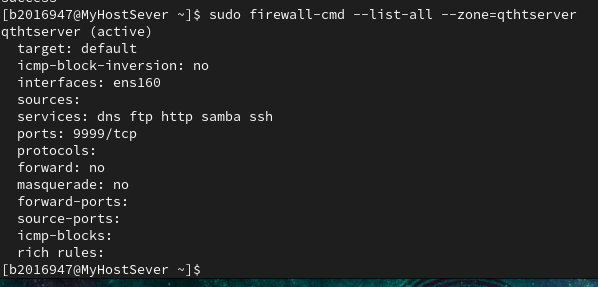 success
[b2016947@MyHostSever ~]$ sudo firewall-cmd --list-all --zone=qthtserver
qthtserver (active)
target: default
icmp-block-inversion: no
interfaces: ens160
sources:
services: dns ftp http samba ssh
ports: 9999/tcp
protocols:
forward: no
masquerade: no
forward-ports:
source-ports:
icmp-blocks:
rich rules:
[b2016947@MyHostSever ~]$